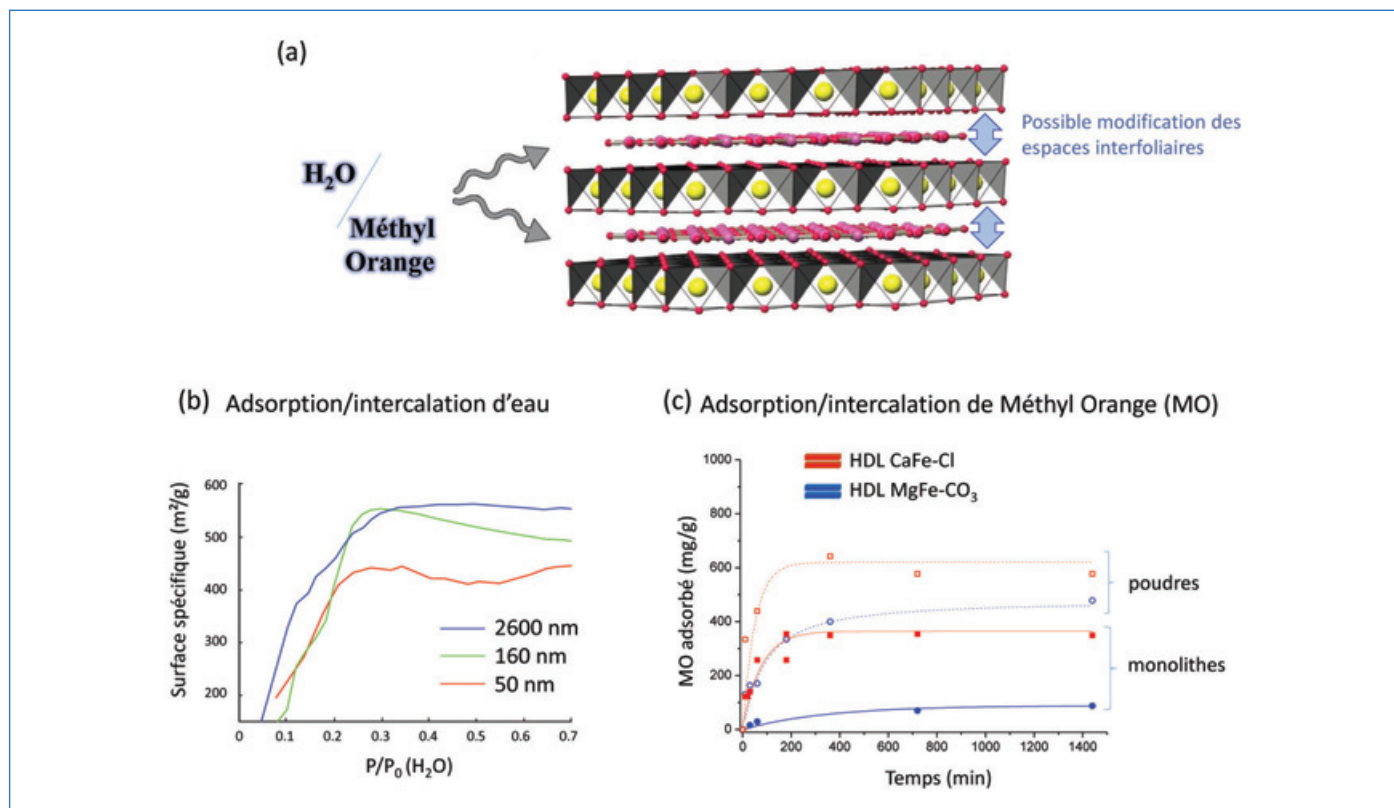 (a)
H₂O
Méthyl
Orange
Possible modification des
espaces interfoliaires
(b) Adsorption/intercalation d'eau
Surface spécifique (m²/g)
600
500
400
300
200
0 0.1 0.2 0.3 0.4 0.5 0.6 0.7
P/P₀ (H₂O)
2600 nm
160 nm
50 nm
(c) Adsorption/intercalation de Méthyl Orange (MO)
HDL CaFe-Cl
HDL MgFe-CO₃
MO adsorbé (mg/g)
1000
800
600
400
200
0
0 200 400 600 800 1000 1200 1400
Temps (min)
poudres
monolithes